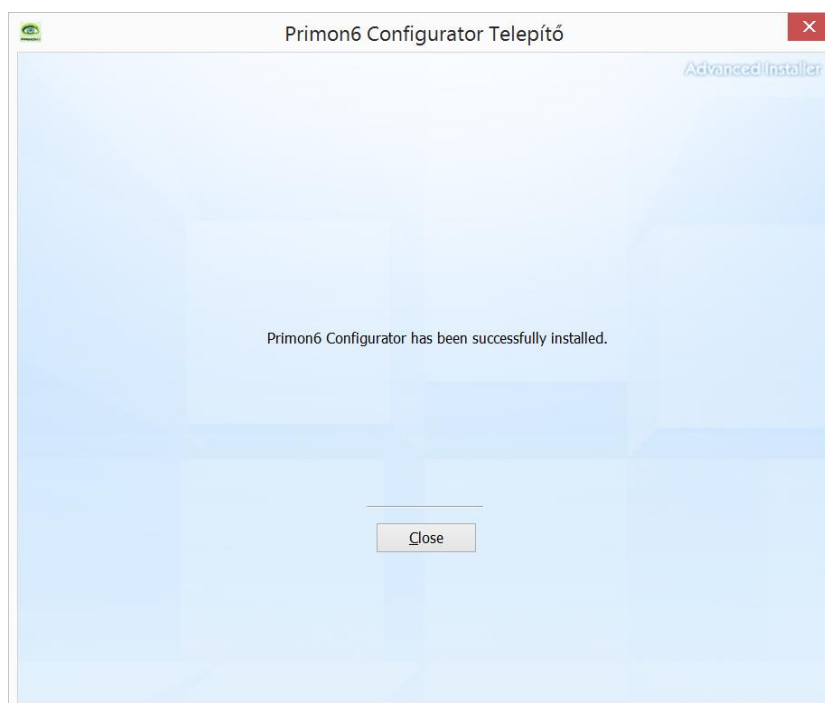 Primon6 Configurator Telepítő
Advanced Installer
Primon6 Configurator has been successfully installed.
Close